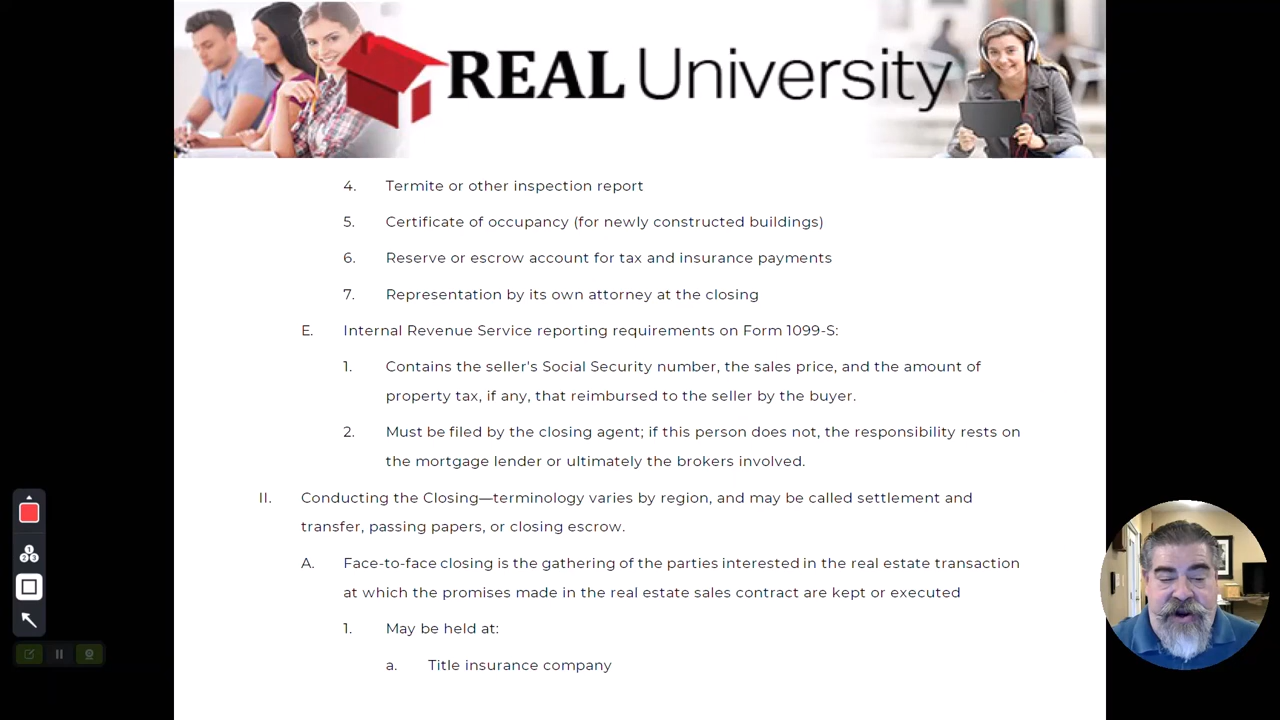 REAL University
4. Termite or other inspection report
5. Certificate of occupancy (for newly constructed buildings)
6. Reserve or escrow account for tax and insurance payments
7. Representation by its own attorney at the closing
E. Internal Revenue Service reporting requirements on Form 1099-S:
1. Contains the seller's Social Security number, the sales price, and the amount of
property tax, if any, that reimbursed to the seller by the buyer.
2. Must be filed by the closing agent; if this person does not, the responsibility rests on
the mortgage lender or ultimately the brokers involved.
II. Conducting the Closing—terminology varies by region, and may be called settlement and
transfer, passing papers, or closing escrow.
A. Face-to-face closing is the gathering of the parties interested in the real estate transaction
at which the promises made in the real estate sales contract are kept or executed
1. May be held at:
a. Title insurance company